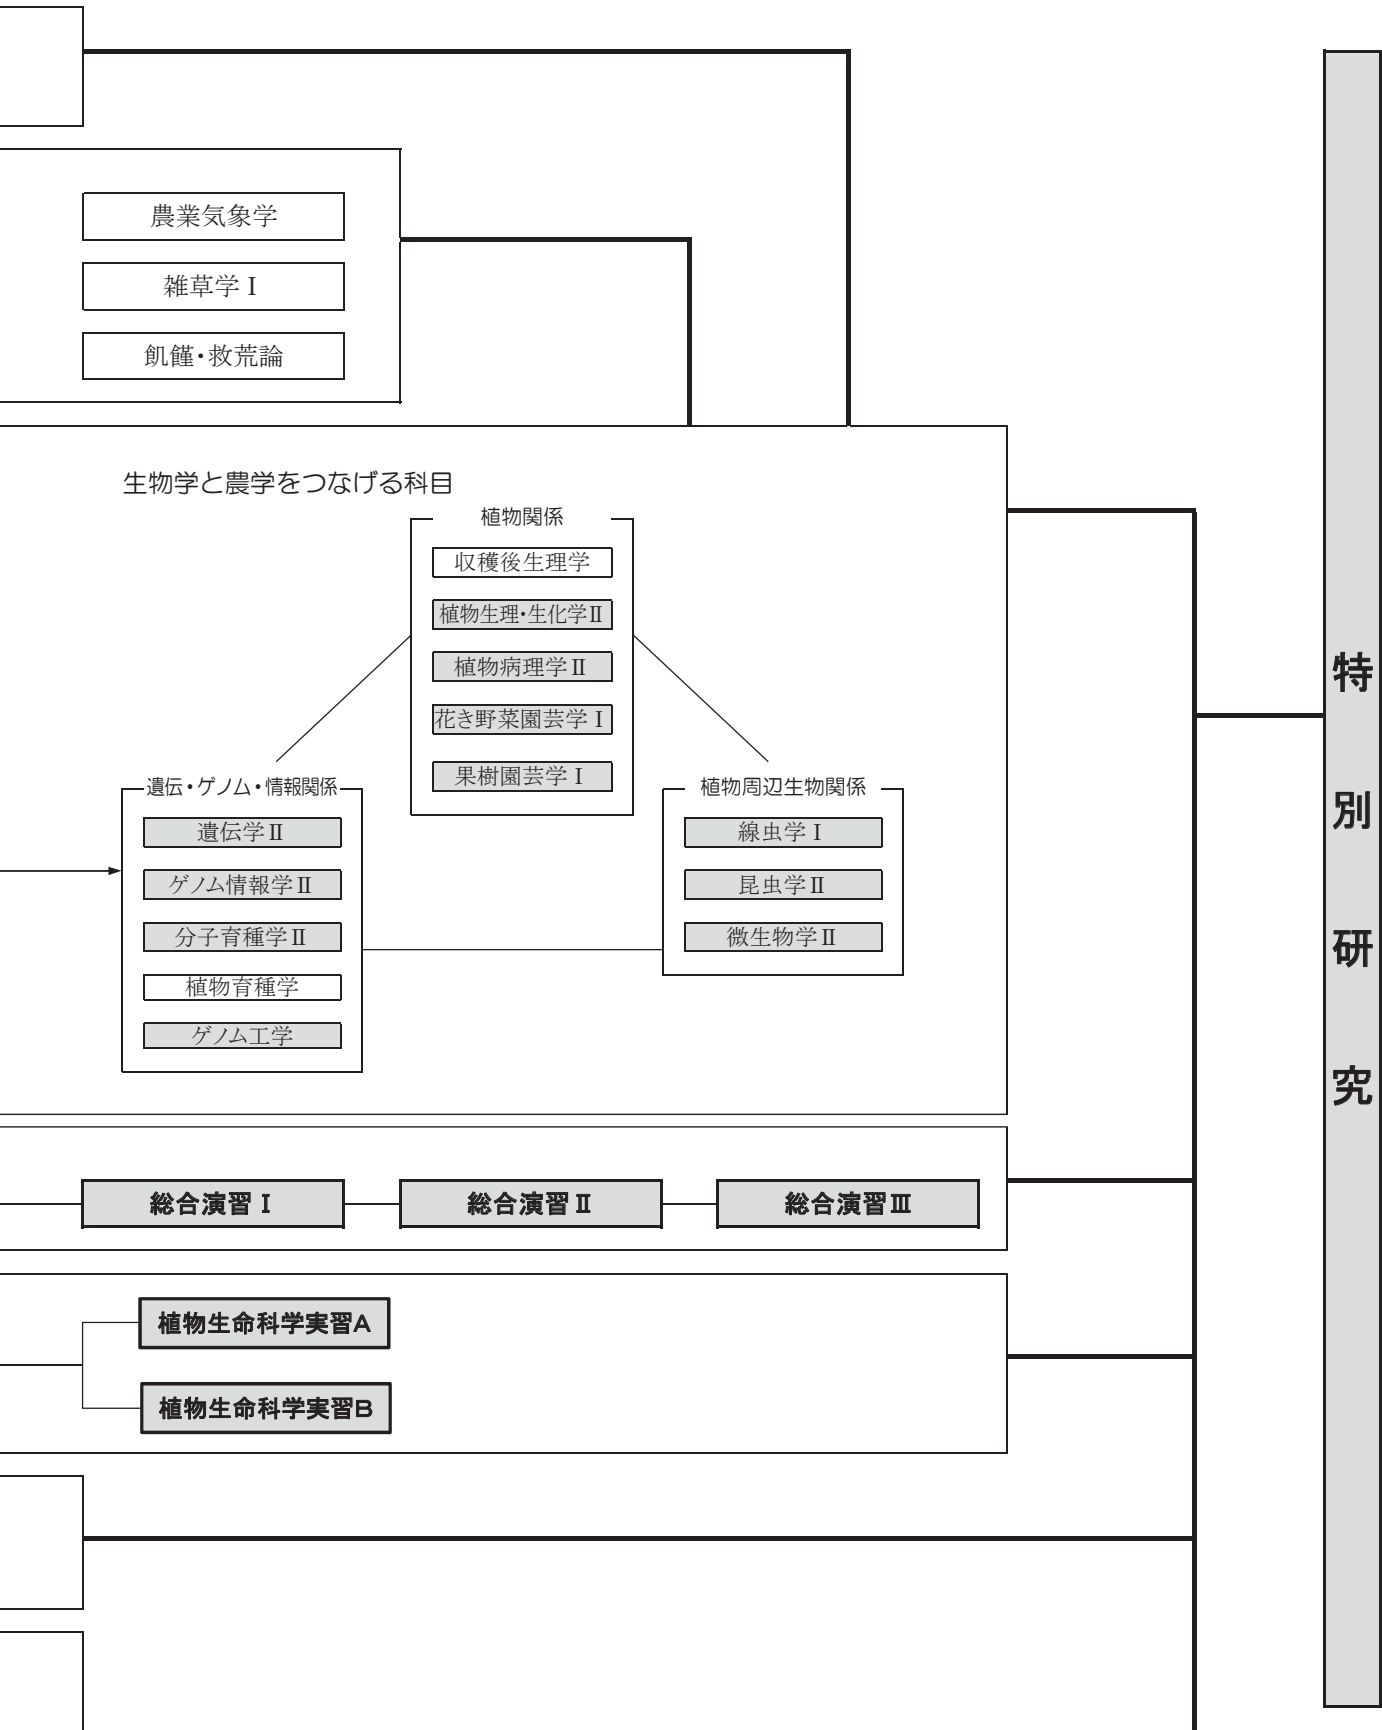 農業気象学
雑草学Ⅰ
飢饉・救荒論
生物学と農学をつなげる科目
植物関係
収穫後生理学
植物生理・生化学Ⅱ
植物病理学Ⅱ
花き野菜園芸学Ⅰ
果樹園芸学Ⅰ
遺伝・ゲノム・情報関係
遺伝学Ⅱ
ゲノム情報学Ⅱ
分子育種学Ⅱ
植物育種学
ゲノム工学
植物周辺生物関係
線虫学Ⅰ
昆虫学Ⅱ
微生物学Ⅱ
総合演習Ⅰ
総合演習Ⅱ
総合演習Ⅲ
植物生命科学実習A
植物生命科学実習B
特別研究